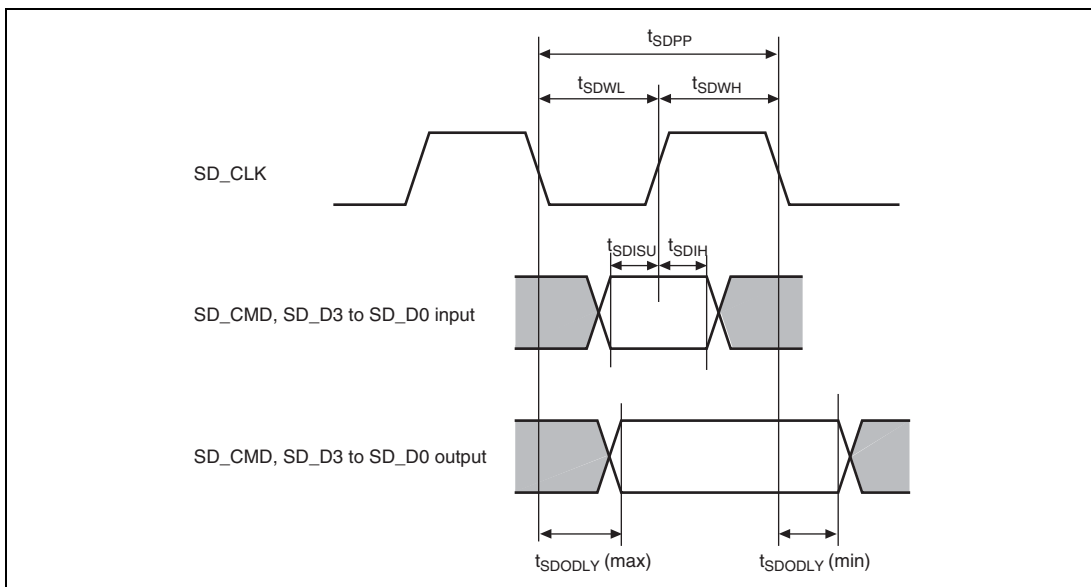 tSDPP
tSDWL tSDWH
SD_CLK
tSDISU tSDIH
SD_CMD, SD_D3 to SD_D0 input
SD_CMD, SD_D3 to SD_D0 output
tSDODLY (max) tSDODLY (min)